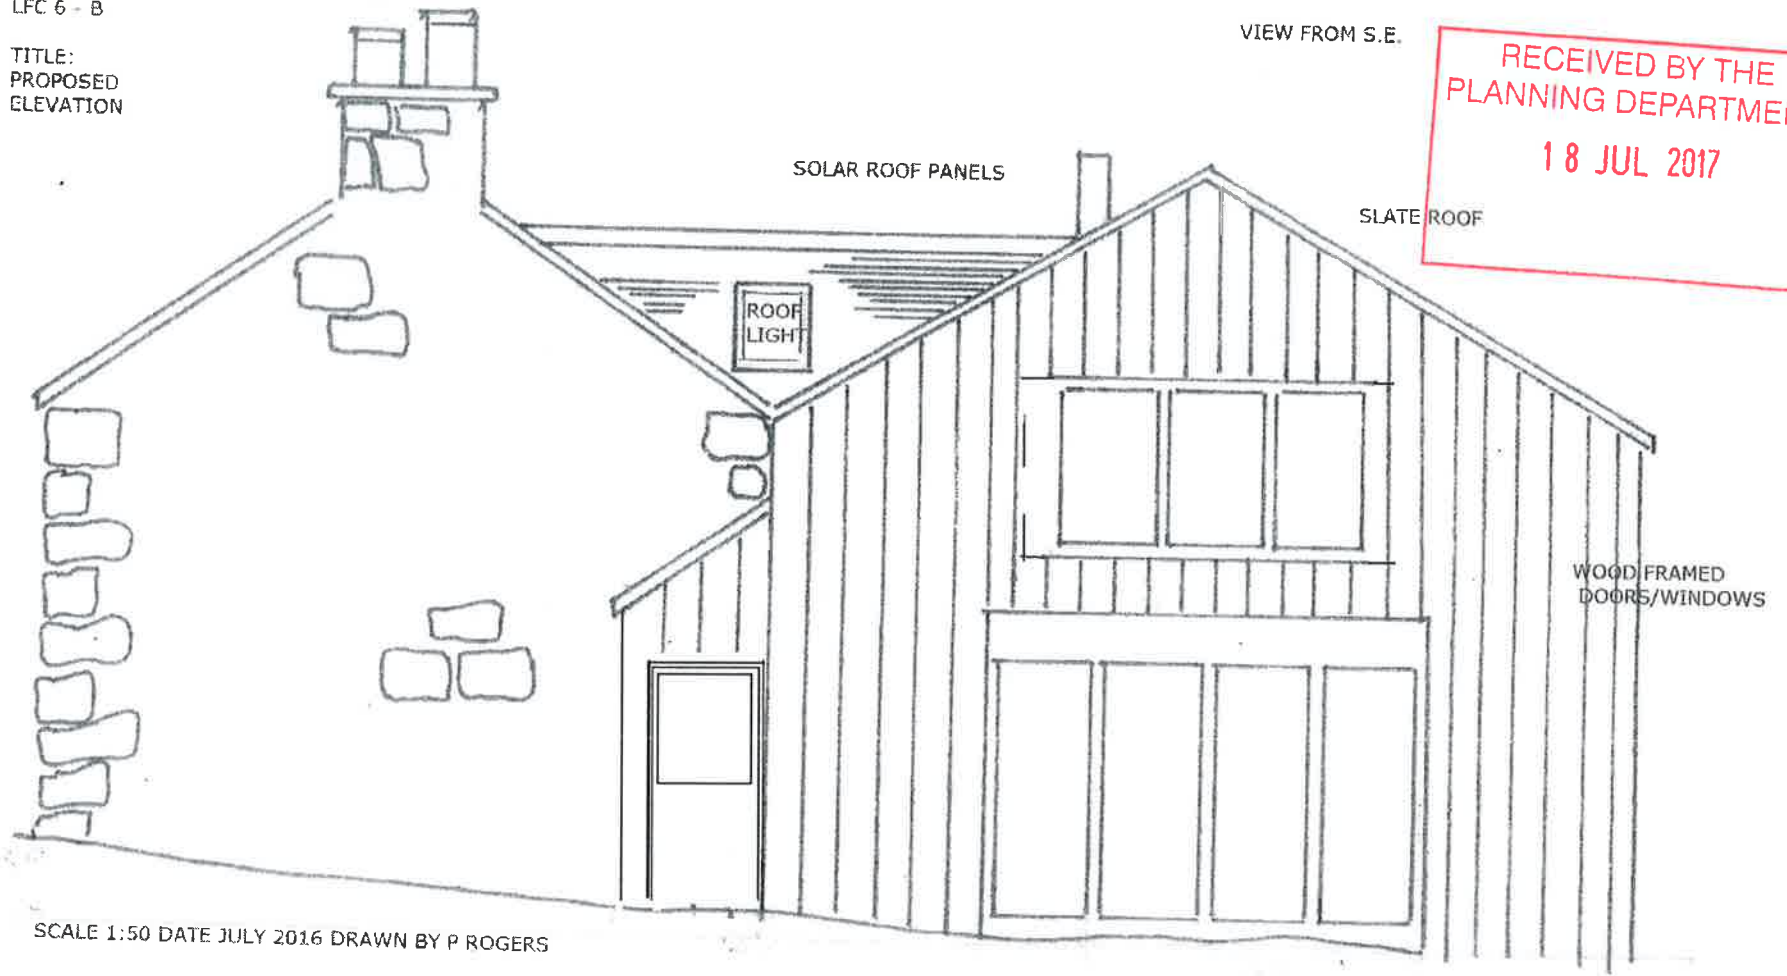 LFC 6 - B
TITLE:
PROPOSED
ELEVATION
VIEW FROM S.E.
RECEIVED BY THE
PLANNING
18 JUL 2017
SOLAR ROOF PANELS
SLATE ROOF
ROOF
LIGHT
WOOD FRAMED
DOORS/WINDOWS
SCALE 1:50 DATE JULY 2016 DRAWN BY P ROGERS